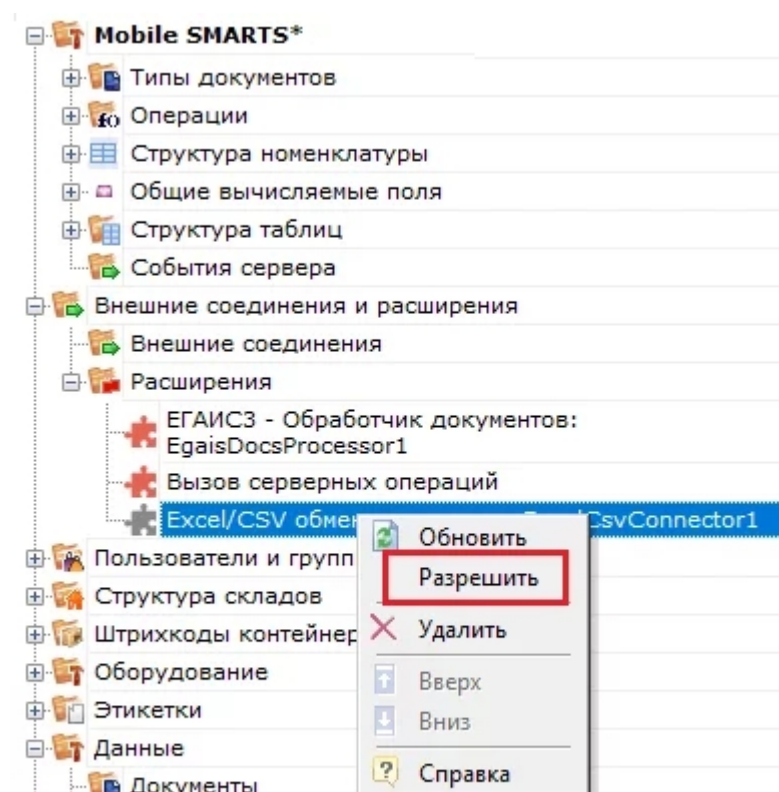 Mobile SMARTS*
Типы документов
Операции
Структура номенклатуры
Общие вычисляемые поля
Структура таблиц
События сервера
Внешние соединения и расширения
Внешние соединения
Расширения
ЕГАИС3 - Обработчик документов:
EgaisDocsProcessor1
Вызов серверных операций
Excel/CSV обме CsvConnector1
Обновить
Пользователи и групп
Разрешить
Структура складов
Штрихкоды контейнер
Удалить
Оборудование
Вверх
Этикетки
Вниз
Данные
Справка
Документы